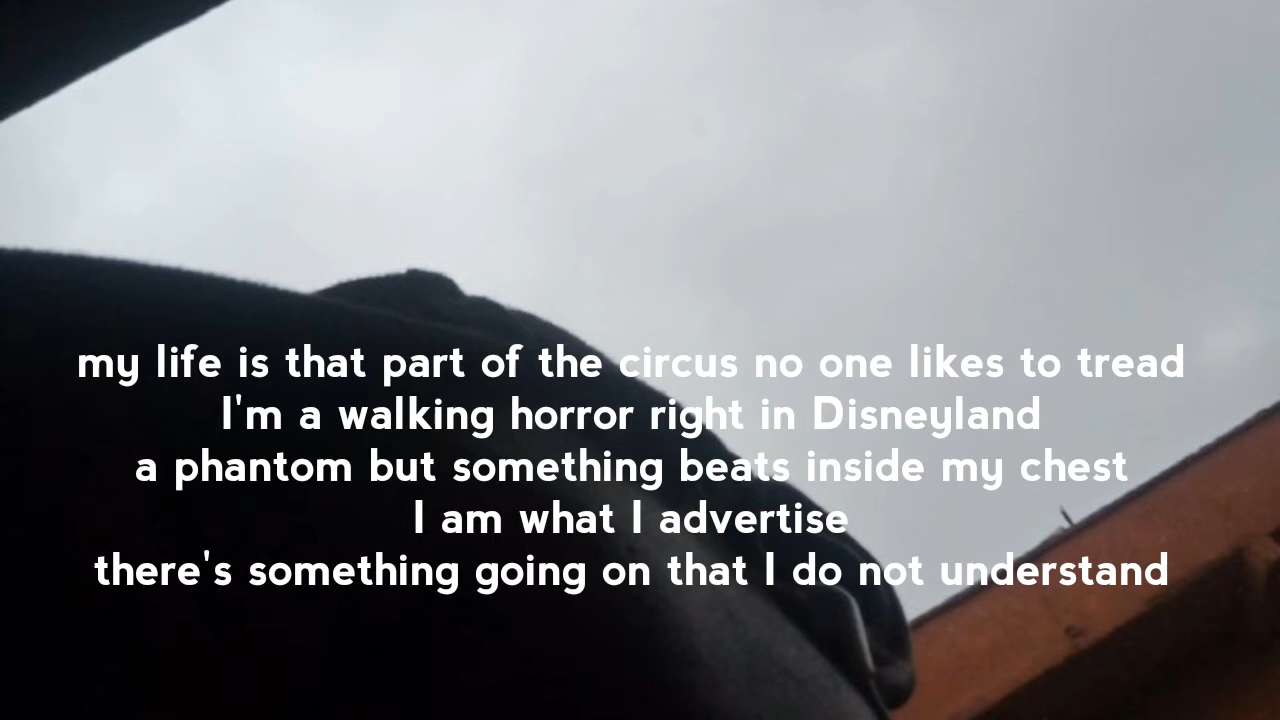 my life is that part of the circus no one likes to tread
I'm a walking horror right in Disneyland
a phantom but something beats inside my chest
I am what I advertise
there's something going on that I do not understand